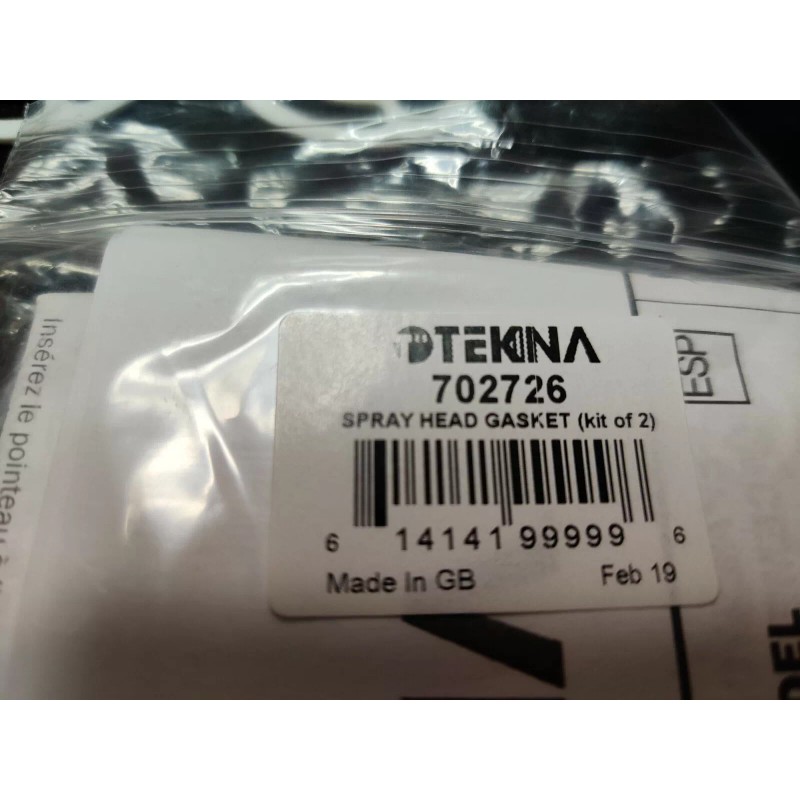 TEKNA
702726
SPRAY HEAD GASKET (kit of 2)
6 14141 99999 6
Made In GB Feb 19
Insérez le pointeau à
ESP
DEL